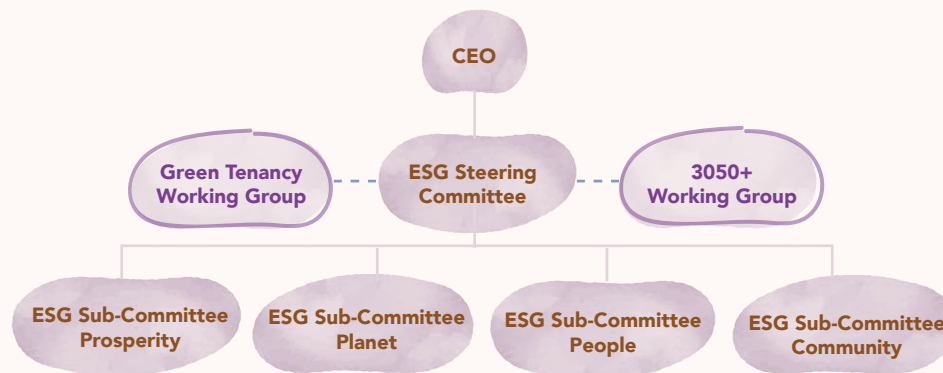 CEO
Green Tenancy
Working Group
ESG Steering
Committee
3050+
Working Group
ESG Sub-Committee
Prosperity
ESG Sub-Committee
Planet
ESG Sub-Committee
People
ESG Sub-Committee
Community